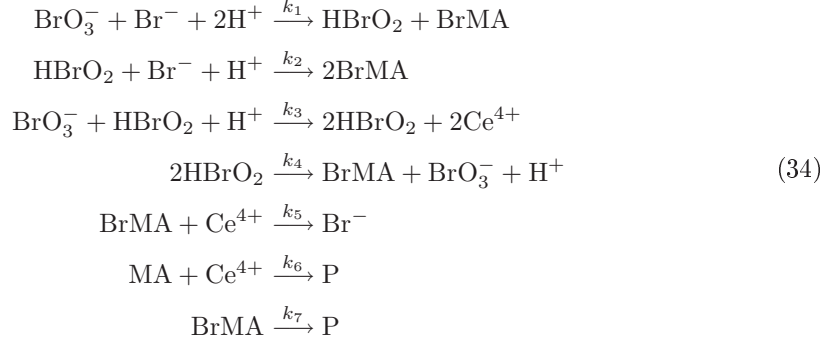 BrO₃⁻ + Br⁻ + 2H⁺ —k₁→ HBrO₂ + BrMA
HBrO₂ + Br⁻ + H⁺ —k₂→ 2BrMA
BrO₃⁻ + HBrO₂ + H⁺ —k₃→ 2HBrO₂ + 2Ce⁴⁺
2HBrO₂ —k₄→ BrMA + BrO₃⁻ + H⁺ (34)
BrMA + Ce⁴⁺ —k₅→ Br⁻
MA + Ce⁴⁺ —k₆→ P
BrMA —k₇→ P